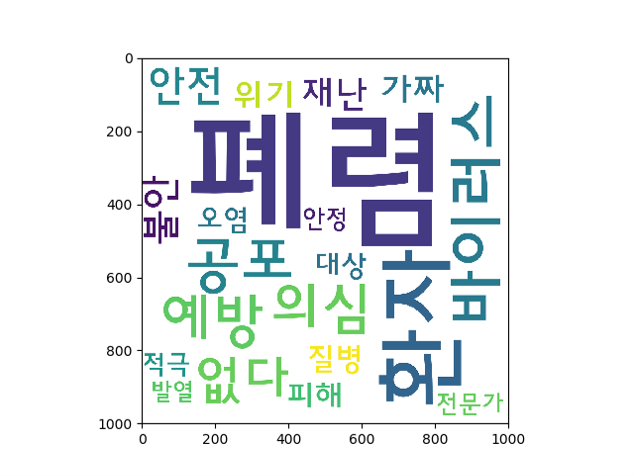 0
200
400
600
800
1000
0
200
400
600
800
1000
안전
위기
재난
가짜
폐렴
바이러스
불안
오염
안정
공포
대상
환자
예방
의심
적극
없다
질병
발열
피해
전문가